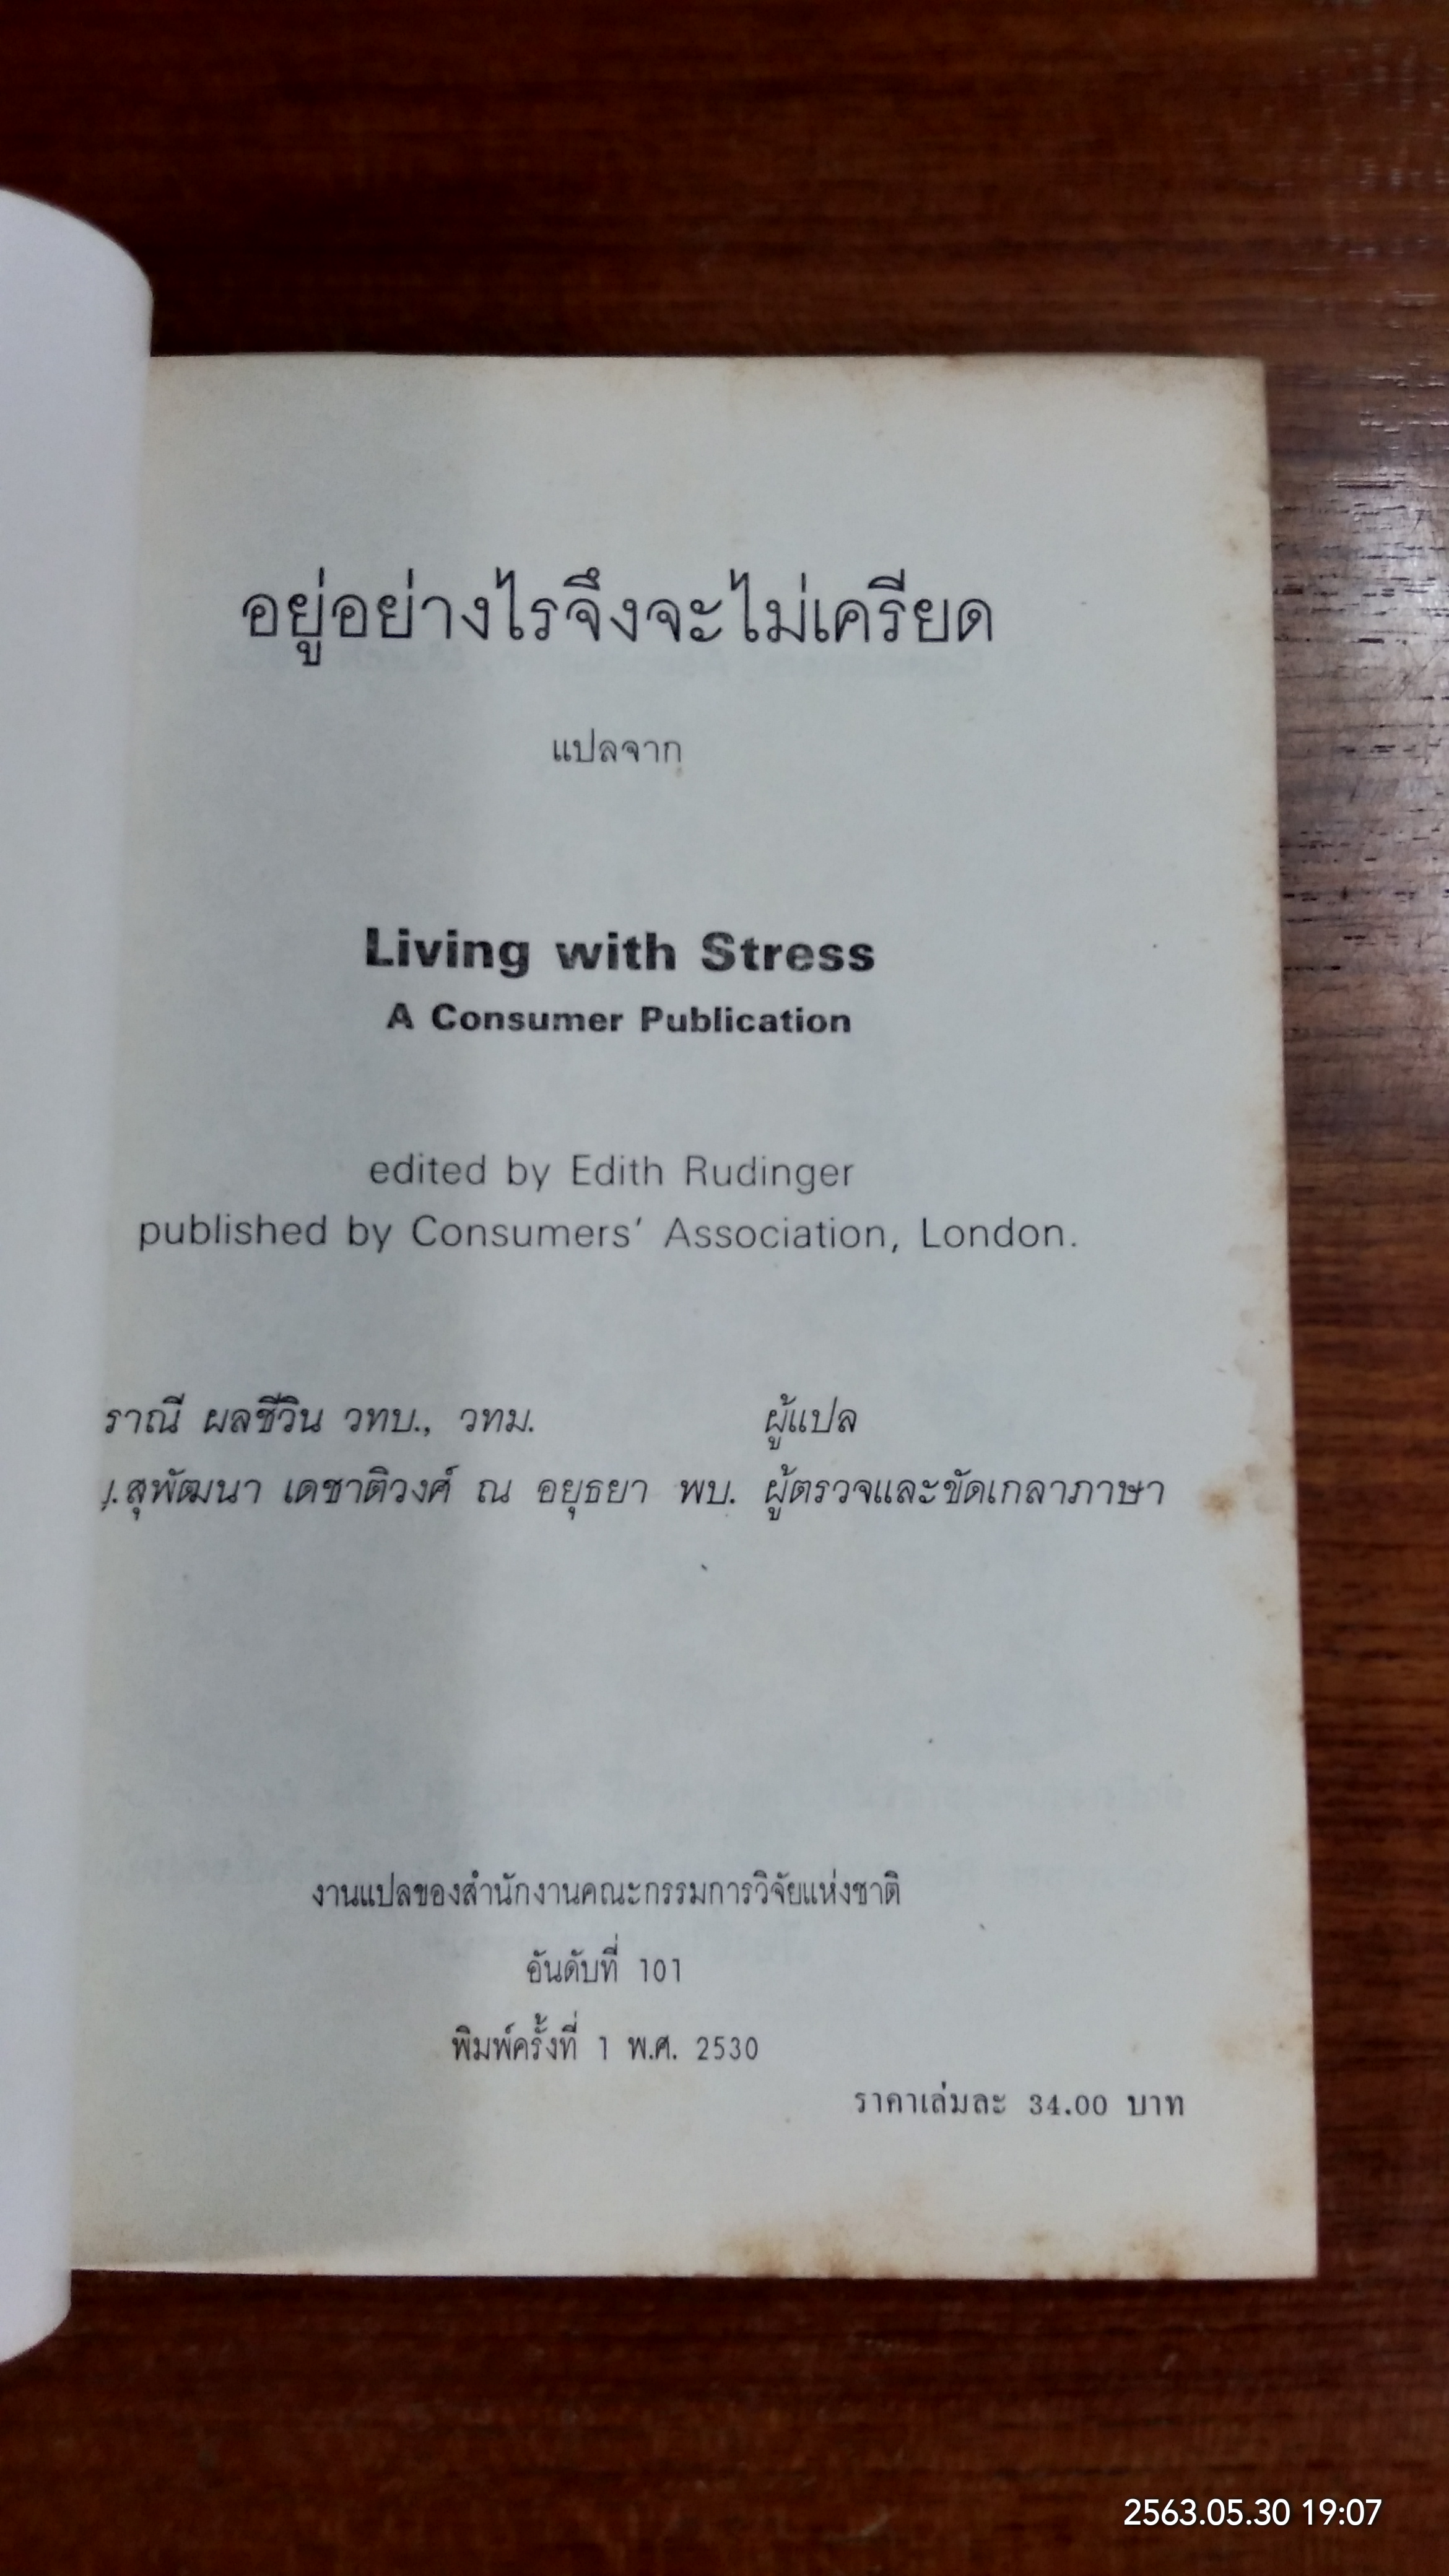 อยู่อย่างไรจึงจะไม่เครียด
แปลจาก
Living with Stress
A Consumer Publication
edited by Edith Rudinger
published by Consumers' Association, London.
ราณี ผลชีวิน วทบ., วทม. ผู้แปล
สุพัฒนา เดชาติวงศ์ ณ อยุธยา พบ. ผู้ตรวจและขัดเกลาภาษา
งานแปลของสำนักงานคณะกรรมการวิจัยแห่งชาติ
อันดับที่ 101
พิมพ์ครั้งที่ 1 พ.ศ. 2530
ราคาเล่มละ 34.00 บาท
2563.05.30 19:07